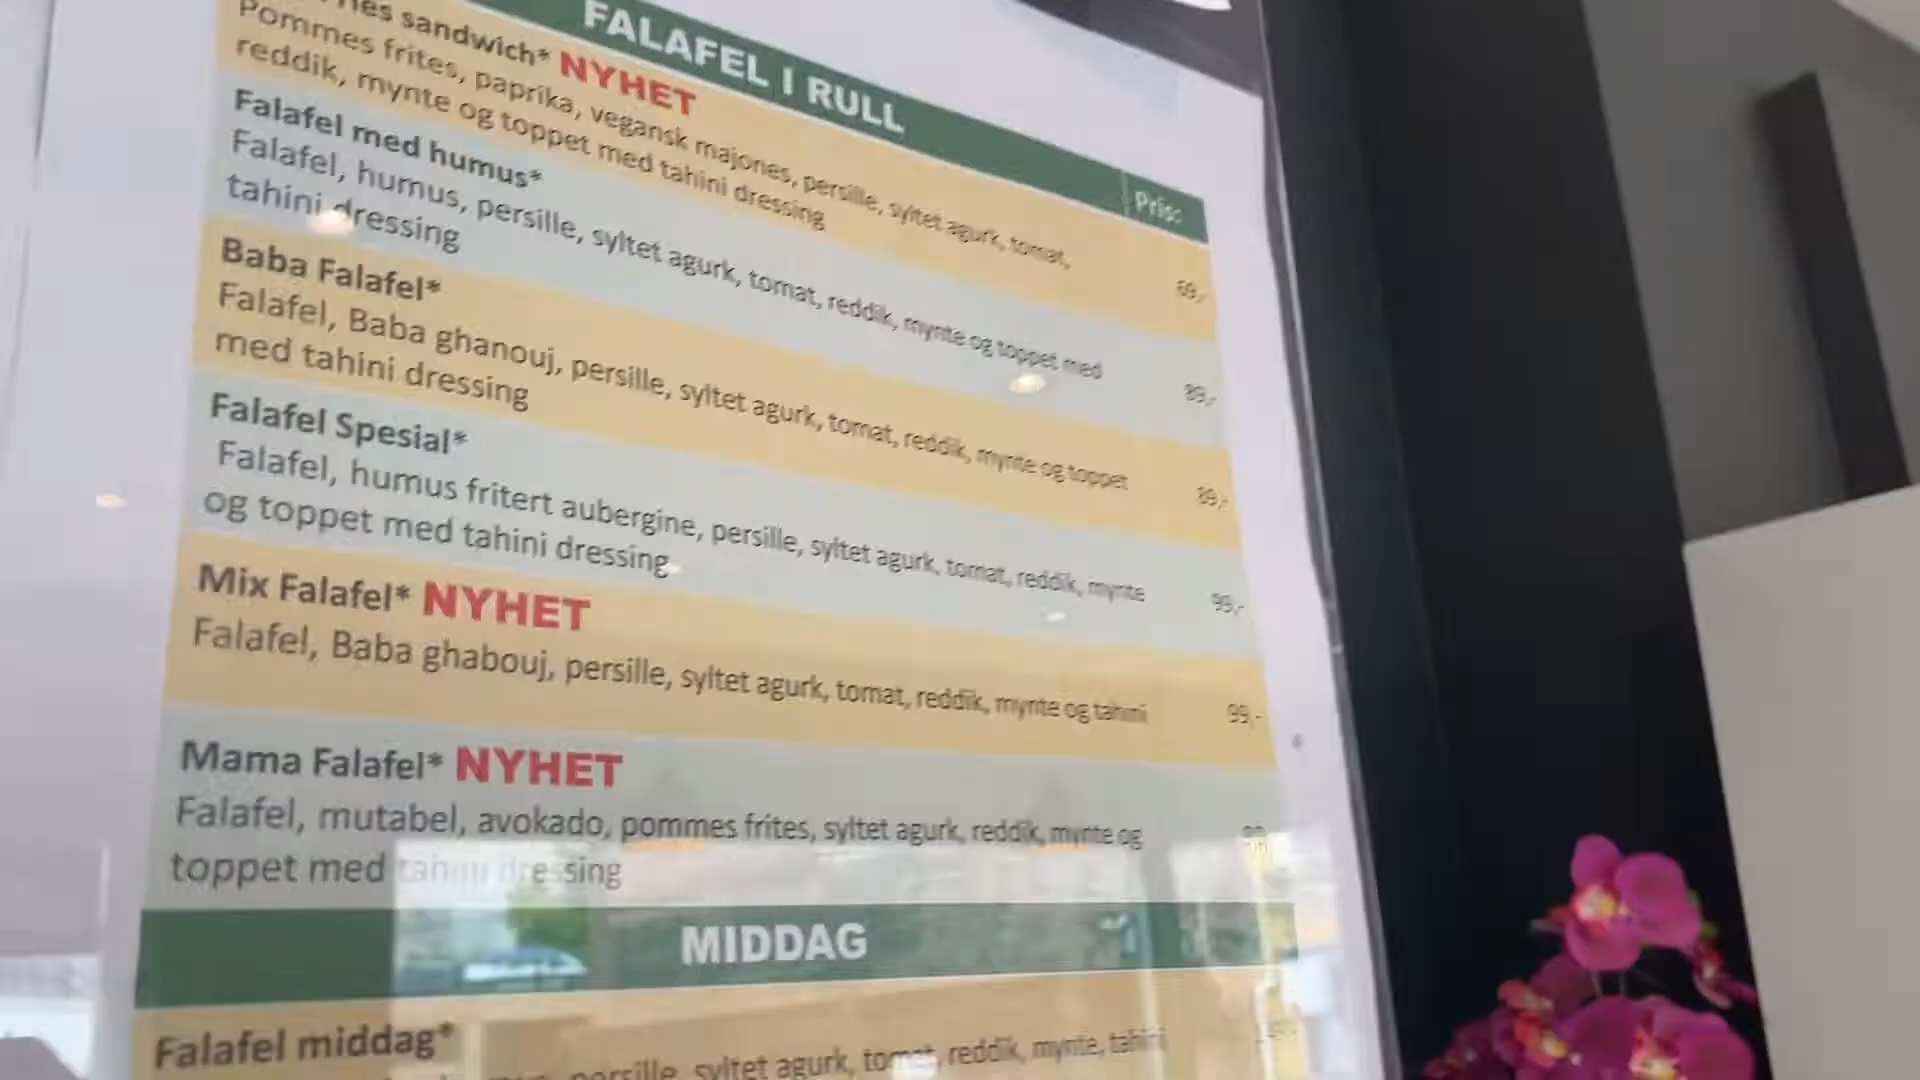 FALAFEL I RULL
Pris:
sandwich* NYHET
Pommes frites, paprika, vegansk majones, persille, syltet agurk, tomat,
reddik, mynte og toppet med tahini dressing
69,-
Falafel med humus*
Falafel, humus, persille, syltet agurk, tomat, reddik, mynte og toppet med
tahini dressing
89,-
Baba Falafel*
Falafel, Baba ghanouj, persille, syltet agurk, tomat, reddik, mynte og toppet
med tahini dressing
89,-
Falafel Spesial*
Falafel, humus fritert aubergine, persille, syltet agurk, tomat, reddik, mynte
og toppet med tahini dressing
99,-
Mix Falafel* NYHET
Falafel, Baba ghabouj, persille, syltet agurk, tomat, reddik, mynte og tahini
99,-
Mama Falafel* NYHET
Falafel, mutabel, avokado, pommes frites, syltet agurk, reddik, mynte og
toppet med tahini dressing
MIDDAG
Falafel middag*
persille, syltet agurk, tomat, reddik, mynte, tahini